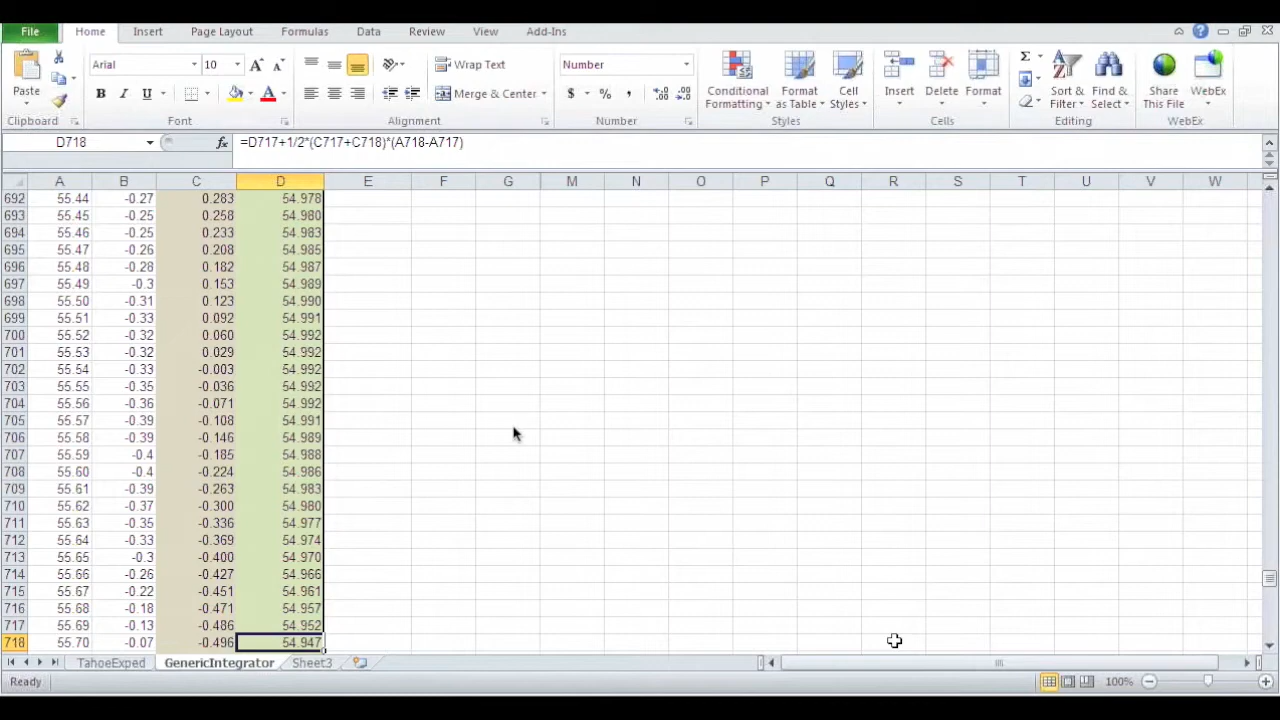 File Home Insert Page Layout Formulas Data Review View Add-Ins
Arial 10 Wrap Text Number
Paste B I U Merge & Center $ % , Conditional Formatting Format as Table Cell Styles Insert Delete Format Σ Sort & Filter Find & Select Share This File WebEx
Clipboard Font Alignment Number Styles Cells Editing WebEx
D718 fx =D717+1/2*(C717+C718)*(A718-A717)
A B C D E F G H I J K L M N O P Q R S T U V W
692 55.44 -0.27 0.283 54.978
693 55.45 -0.25 0.258 54.980
694 55.46 -0.25 0.233 54.983
695 55.47 -0.26 0.208 54.985
696 55.48 -0.28 0.182 54.987
697 55.49 -0.3 0.153 54.989
698 55.50 -0.31 0.123 54.990
699 55.51 -0.33 0.092 54.991
700 55.52 -0.32 0.060 54.992
701 55.53 -0.32 0.029 54.992
702 55.54 -0.33 -0.003 54.992
703 55.55 -0.35 -0.036 54.992
704 55.56 -0.36 -0.071 54.992
705 55.57 -0.39 -0.108 54.991
706 55.58 -0.39 -0.146 54.989
707 55.59 -0.4 -0.185 54.988
708 55.60 -0.4 -0.224 54.986
709 55.61 -0.39 -0.263 54.983
710 55.62 -0.37 -0.300 54.980
711 55.63 -0.35 -0.336 54.977
712 55.64 -0.33 -0.369 54.974
713 55.65 -0.3 -0.400 54.970
714 55.66 -0.26 -0.427 54.966
715 55.67 -0.22 -0.451 54.961
716 55.68 -0.18 -0.471 54.957
717 55.69 -0.13 -0.486 54.952
718 55.70 -0.07 -0.496 54.947
TahoeExped GenericIntegrator Sheet3
Ready 100%